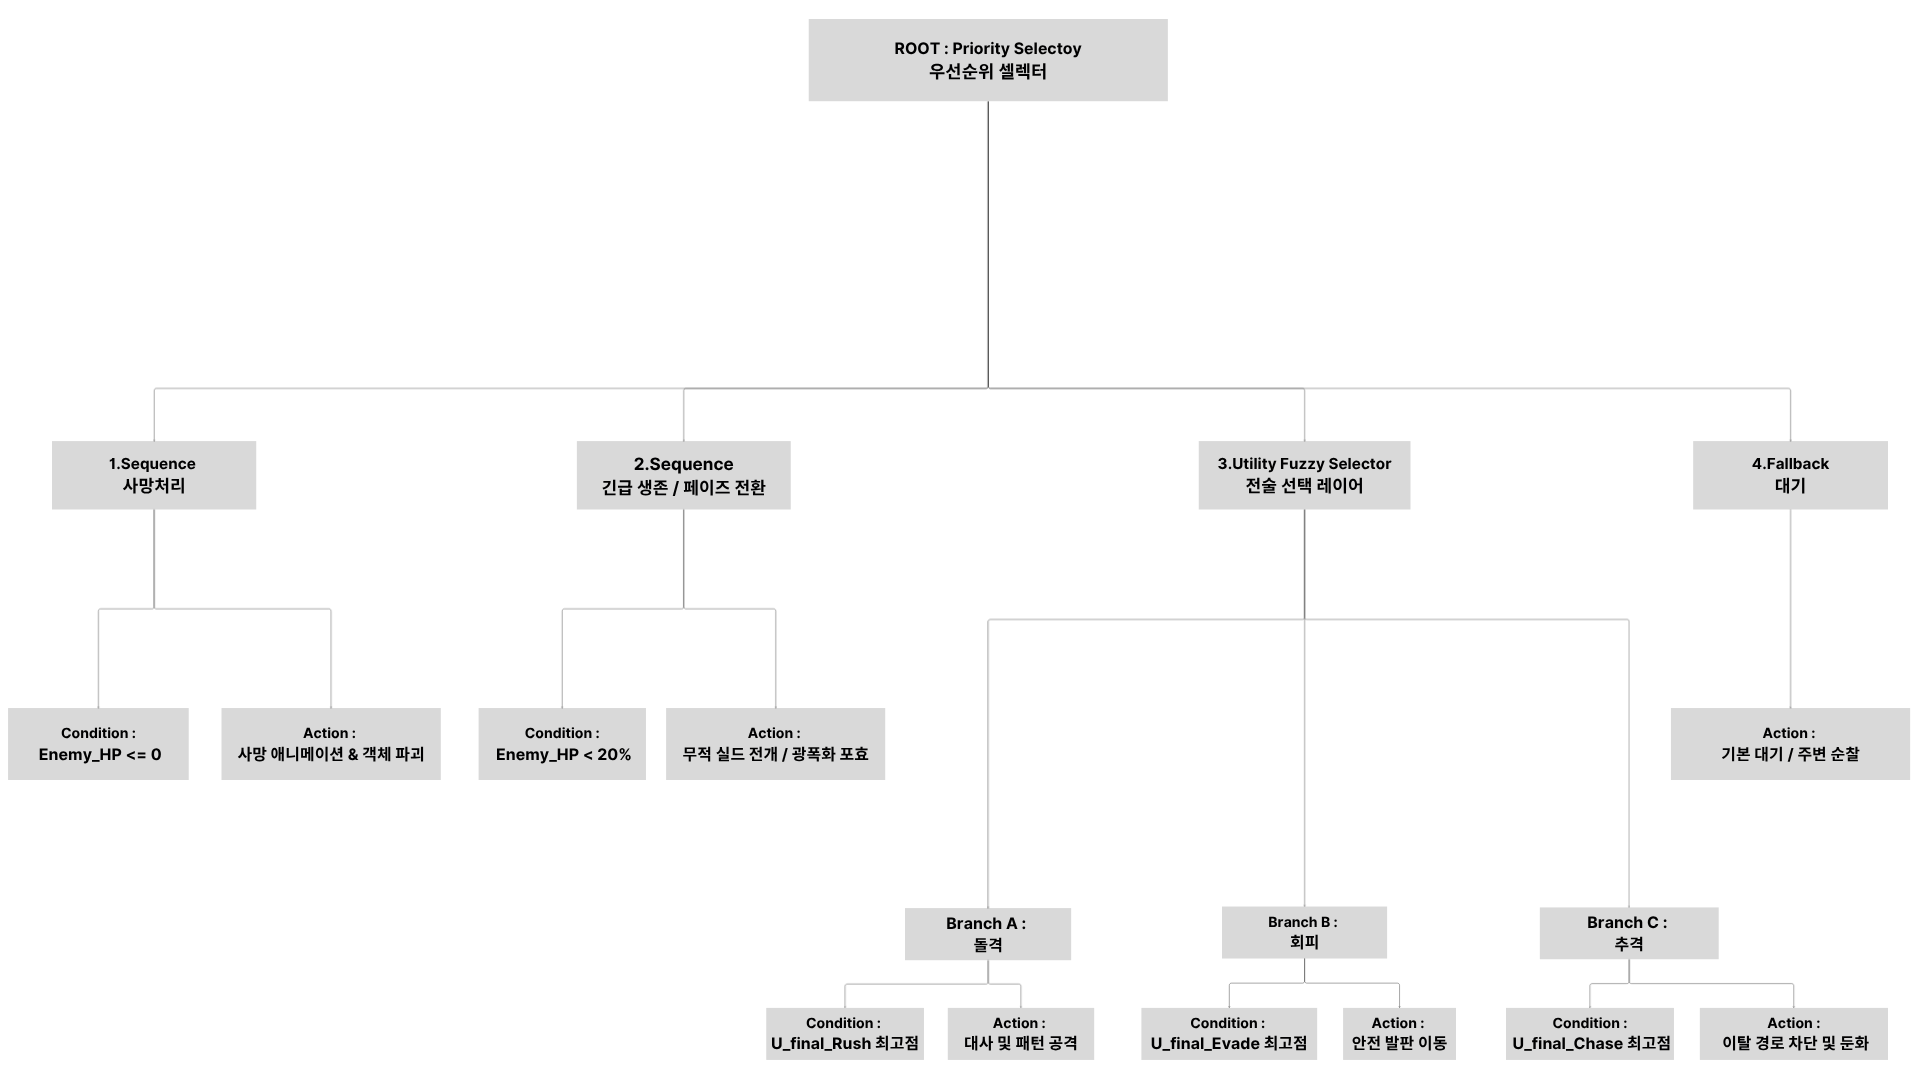 ROOT : Priority Selectoy
우선순위 셀렉터
1.Sequence
사망처리
2.Sequence
긴급 생존 / 페이즈 전환
3.Utility Fuzzy Selector
전술 선택 레이어
4.Fallback
대기
Condition :
Enemy_HP <= 0
Action :
사망 애니메이션 & 객체 파괴
Condition :
Enemy_HP < 20%
Action :
무적 실드 전개 / 광폭화 포효
Action :
기본 대기 / 주변 순찰
Branch A :
돌격
Branch B :
회피
Branch C :
추격
Condition :
U_final_Rush 최고점
Action :
대사 및 패턴 공격
Condition :
U_final_Evade 최고점
Action :
안전 발판 이동
Condition :
U_final_Chase 최고점
Action :
이탈 경로 차단 및 둔화